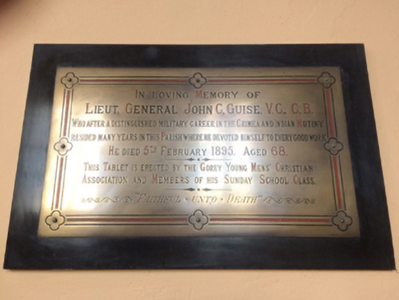 IN LOVING MEMORY OF
LIEUT. GENERAL JOHN C. GUISE. V.C., C.B.
WHO AFTER A DISTINGUISHED MILITARY CAREER IN THE CRIMEA AND INDIAN MUTINY
RESIDED MANY YEARS IN THIS PARISH WHERE HE DEVOTED HIMSELF TO EVERY GOOD WORK.
HE DIED 5TH FEBRUARY 1895. AGED 68.
THIS TABLET IS ERECTED BY THE GOREY YOUNG MENS' CHRISTIAN
ASSOCIATION AND MEMBERS OF HIS SUNDAY SCHOOL CLASS.
"FAITHFUL · UNTO · DEATH"